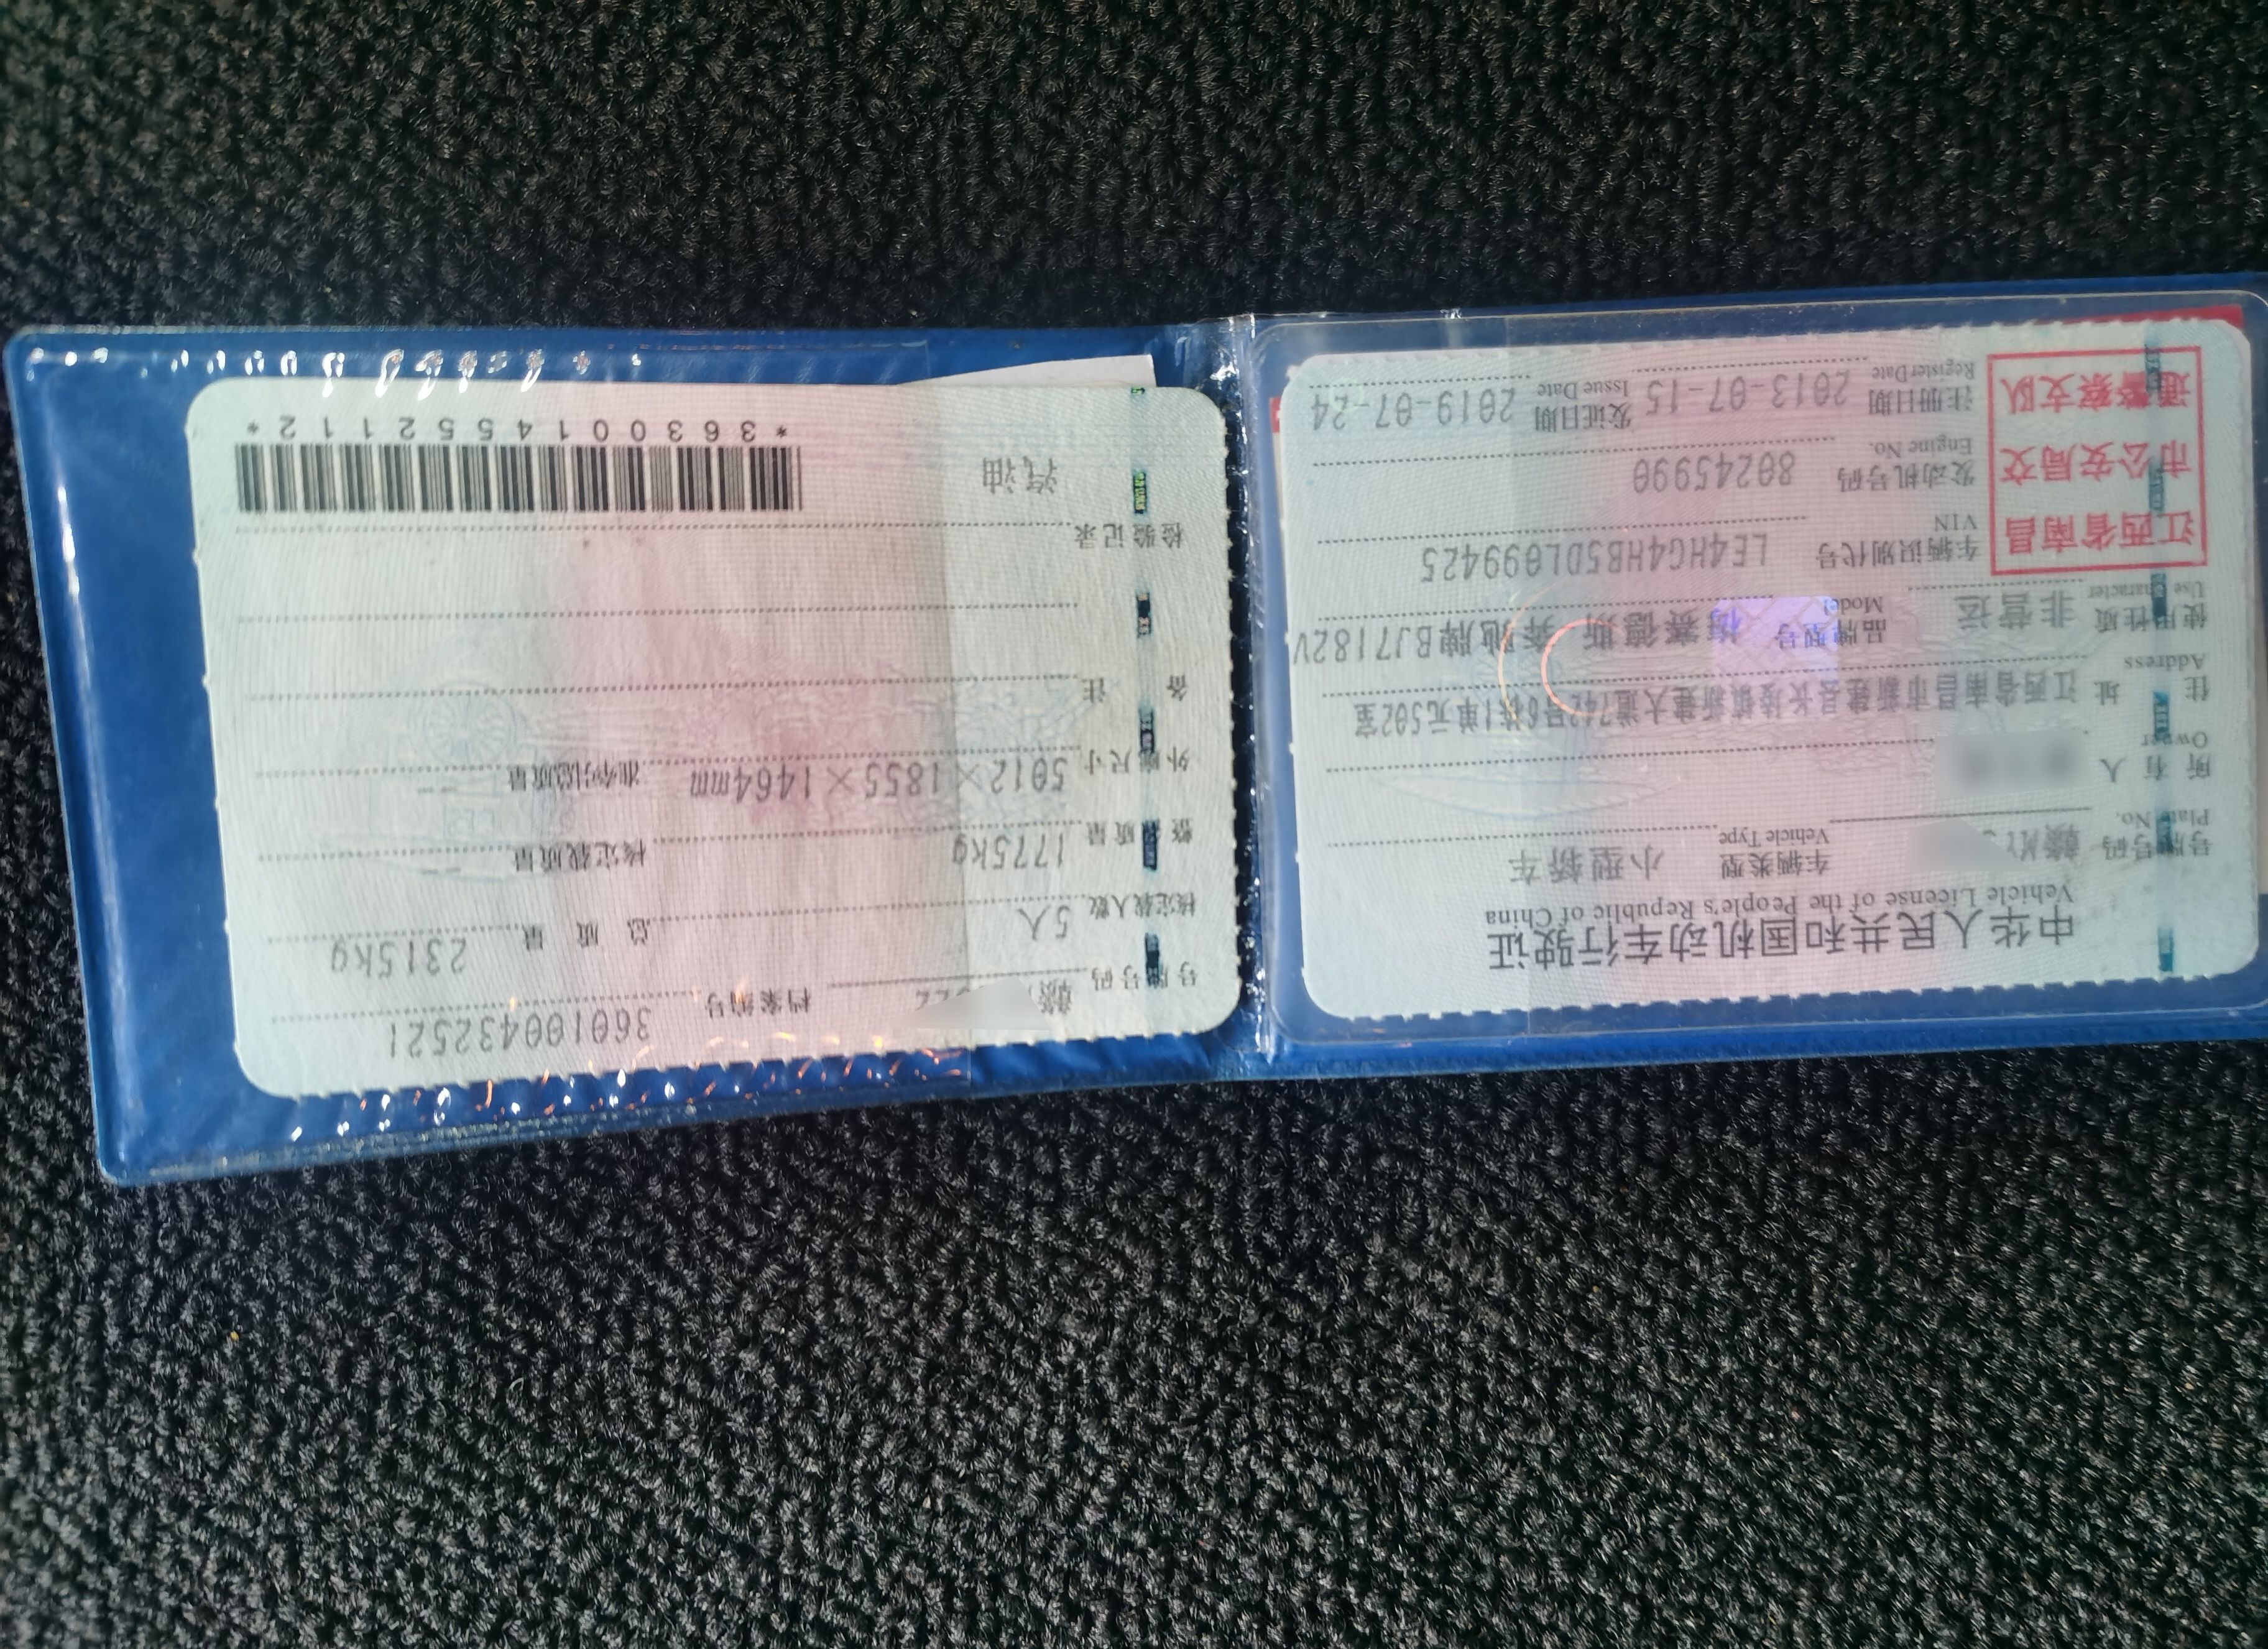 中华人民共和国机动车行驶证
Vehicle License of the People's Republic of China
号牌号码 赣M
Plate No.
车辆类型 小型轿车
Vehicle Type
所有人
Owner
住址 江西省南昌市新建县长堎镇新建大道742号6栋1单元502室
Address
使用性质 非营运
Use Character
品牌型号 梅赛德斯-奔驰牌BJ7182V
Model
江西省南昌
市公安局交
通警察支队
车辆识别代号 LE4HG4HB5DL099425
VIN
发动机号码 80245990
Engine No.
注册日期 2013-07-15
Register Date
发证日期 2019-07-24
Issue Date
号牌号码 赣
档案编号 360100432521
核定载人数 5人
总质量 2315kg
整备质量 1775kg
核定载质量 --
外廓尺寸 5012×1855×1464mm
准牵引总质量 --
备注
检验记录
汽油
*3630014552112*